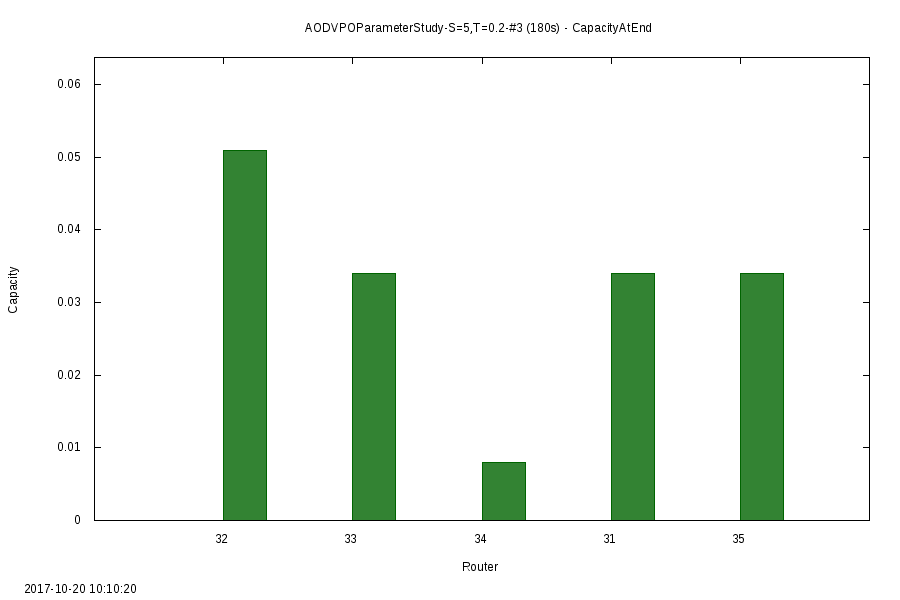 AODVPOParameterStudy-S=5,T=0.2-#3 (180s) - CapacityAtEnd
0.06
0.05
0.04
0.03
0.02
0.01
0
Capacity
32 33 34 31 35
Router
2017-10-20 10:10:20